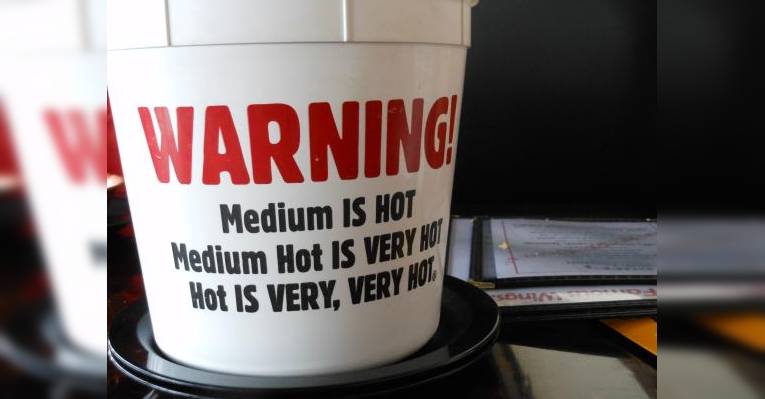 WARNING!
Medium IS HOT
Medium Hot IS VERY HOT
Hot IS VERY, VERY HOT®